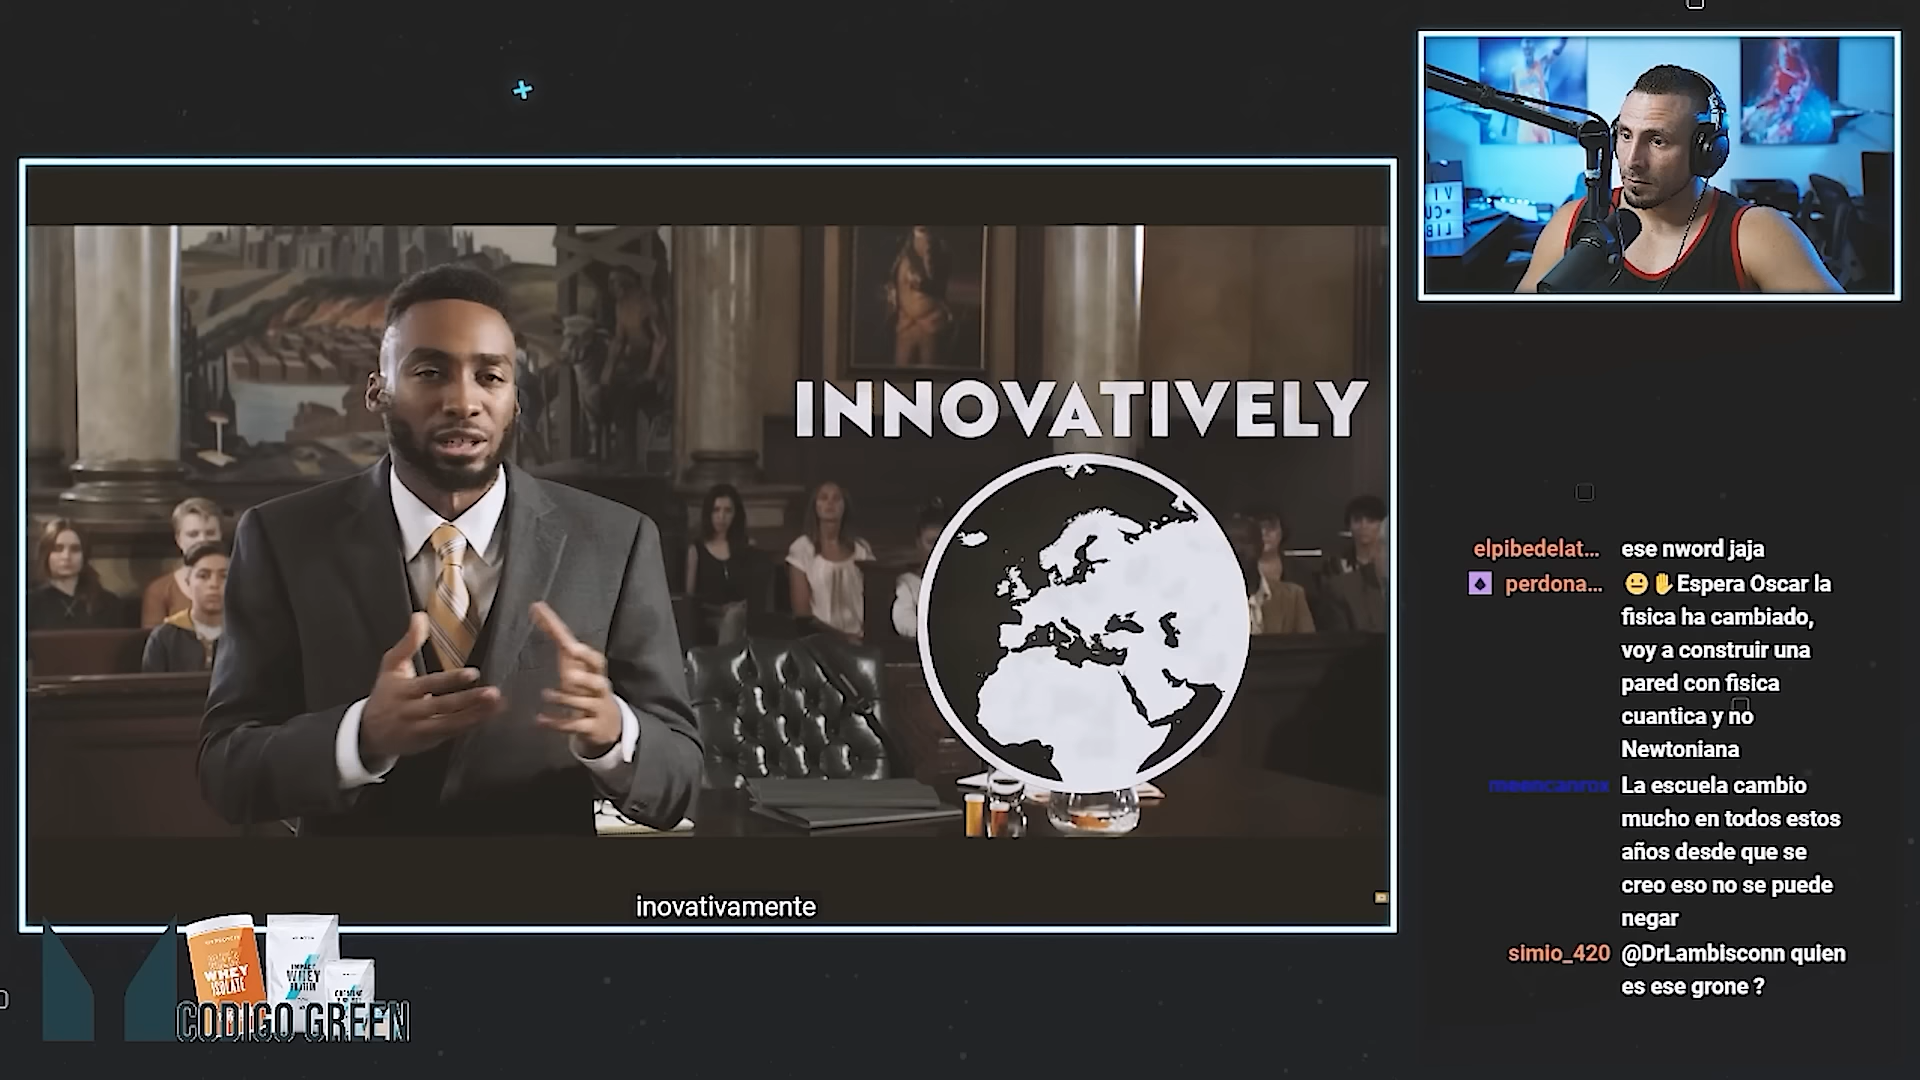 INNOVATIVELY
inovativamente
WHEY
ISOLATE
WHEY
CODIGO GREEN
elpibedelat... ese nword jaja
perdona... 😐✋Espera Oscar la
fisica ha cambiado,
voy a construir una
pared con fisica
cuantica y no
Newtoniana
La escuela cambio
mucho en todos estos
años desde que se
creo eso no se puede
negar
simio_420 @DrLambisconn quien
es ese grone ?